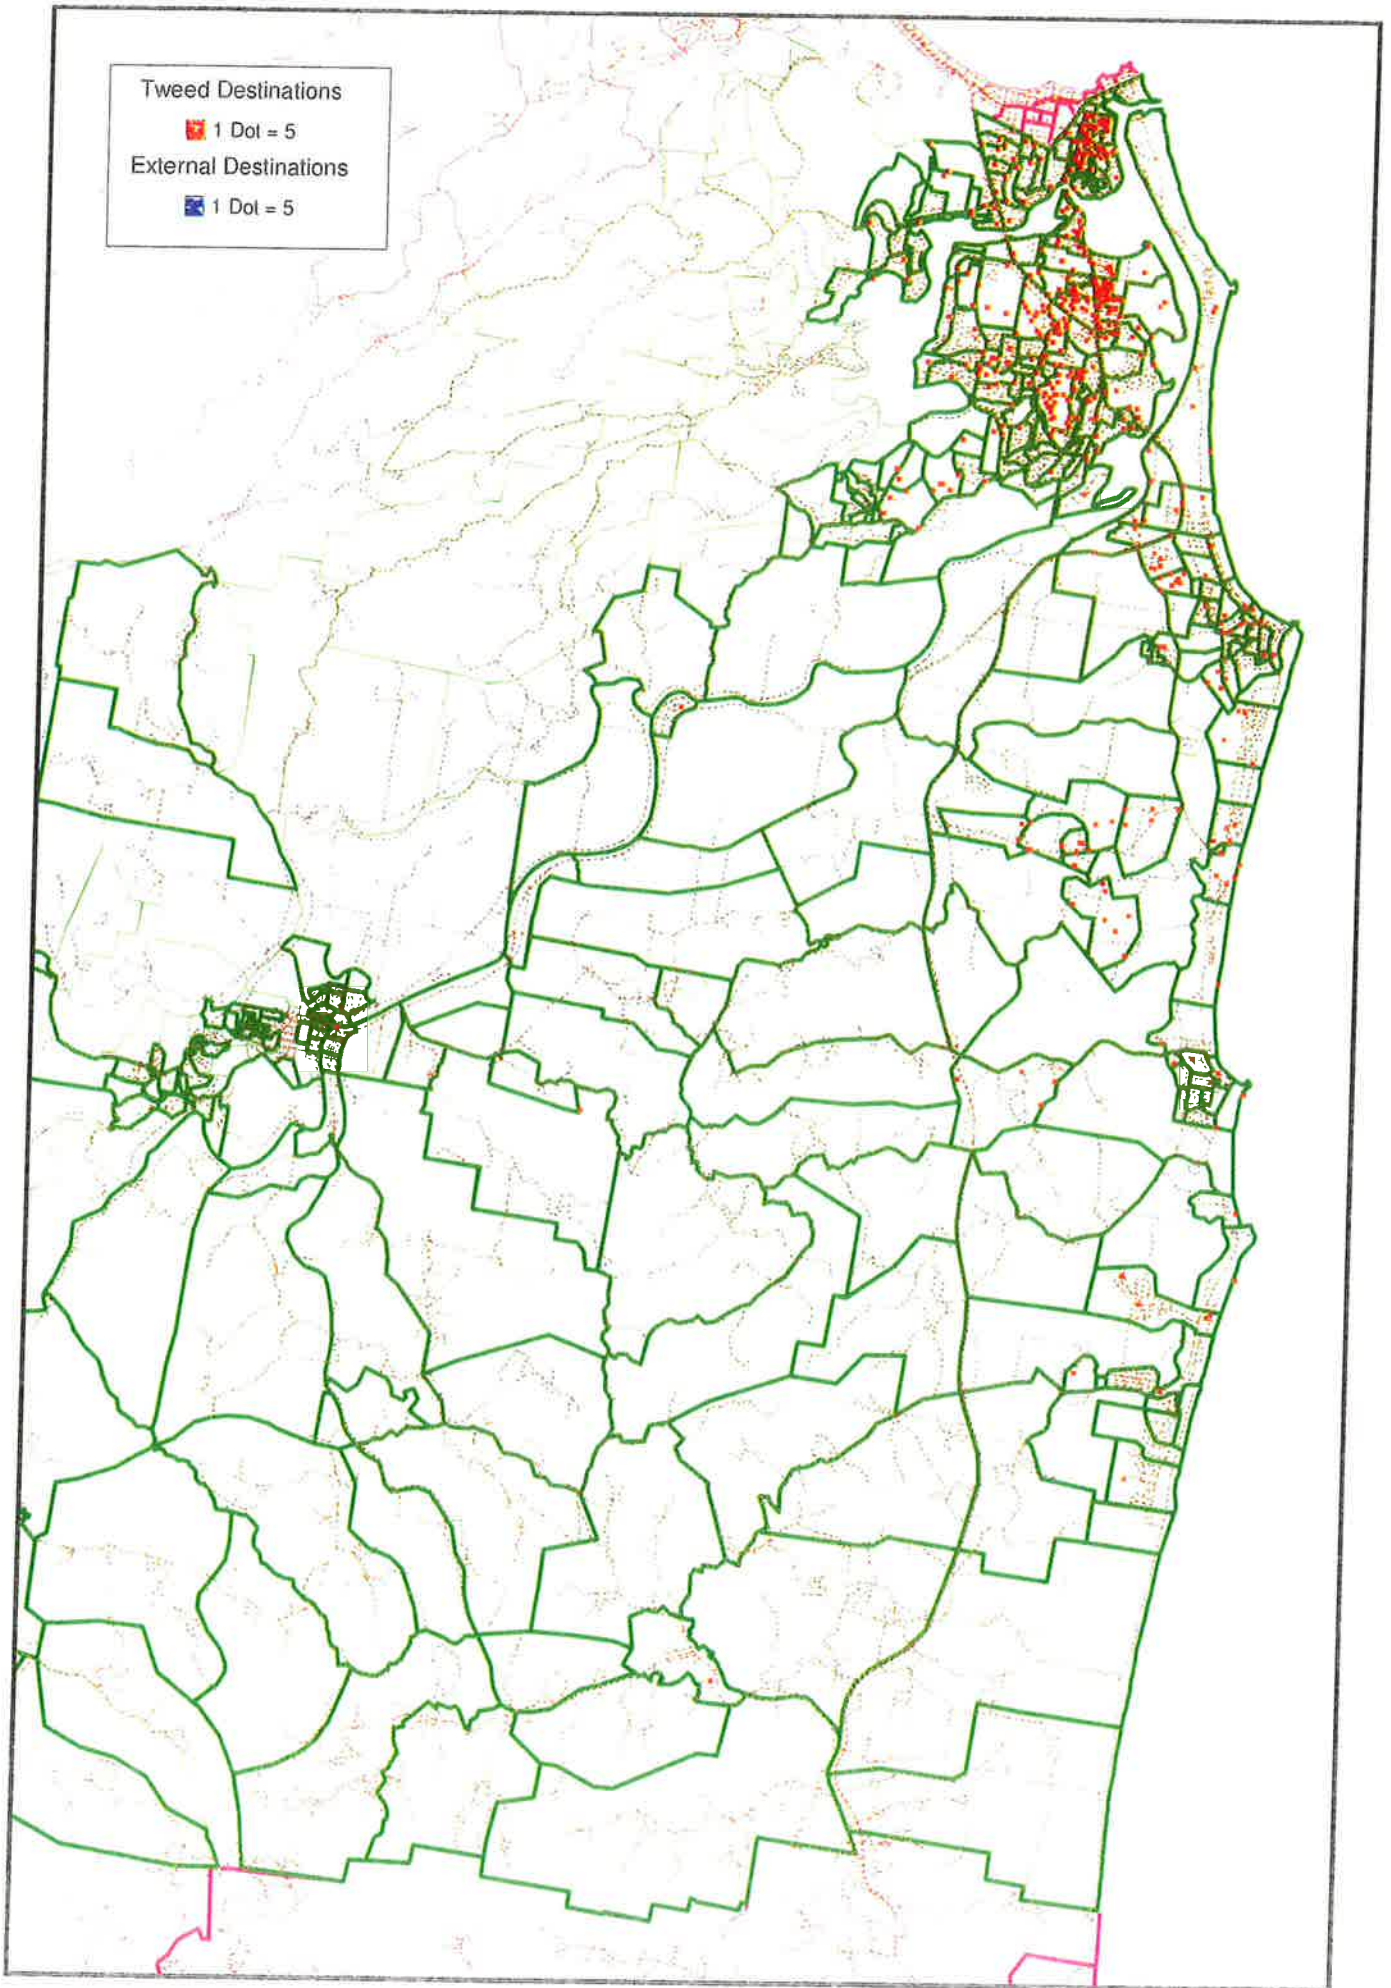 Tweed Destinations
1 Dot = 5
External Destinations
1 Dot = 5